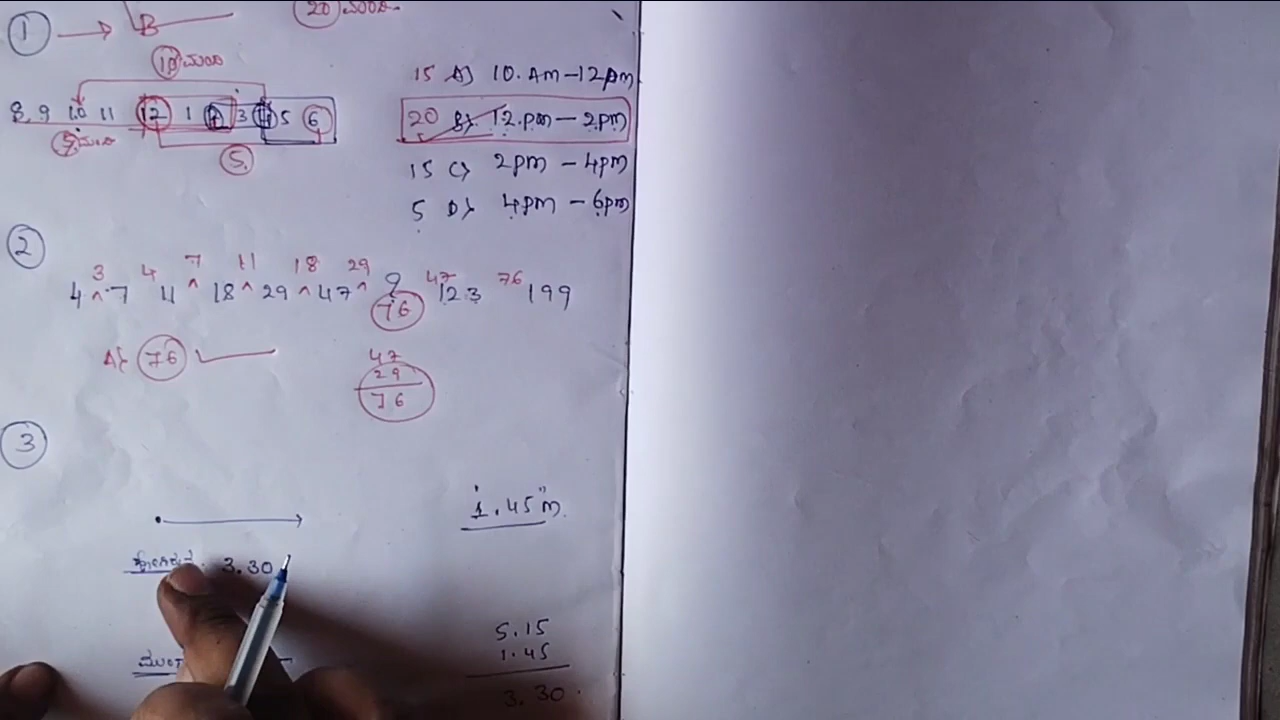 1 B 20
10 ಮಂದಿ
8, 9 10 11 12 1 2 3 4 5 6
5 ಮಂದಿ
5.
15 A} 10. Am - 12pm
20 B} 12.pm - 2pm
15 C} 2pm - 4pm
5 D} 4pm - 6pm
2
3 4 7 11 18 29 47 76
4 7 11 18 29 47 ? 123 199
76
A} 76
47
29
76
3
1.45 m.
3.30
5.15
1.45
3.30.